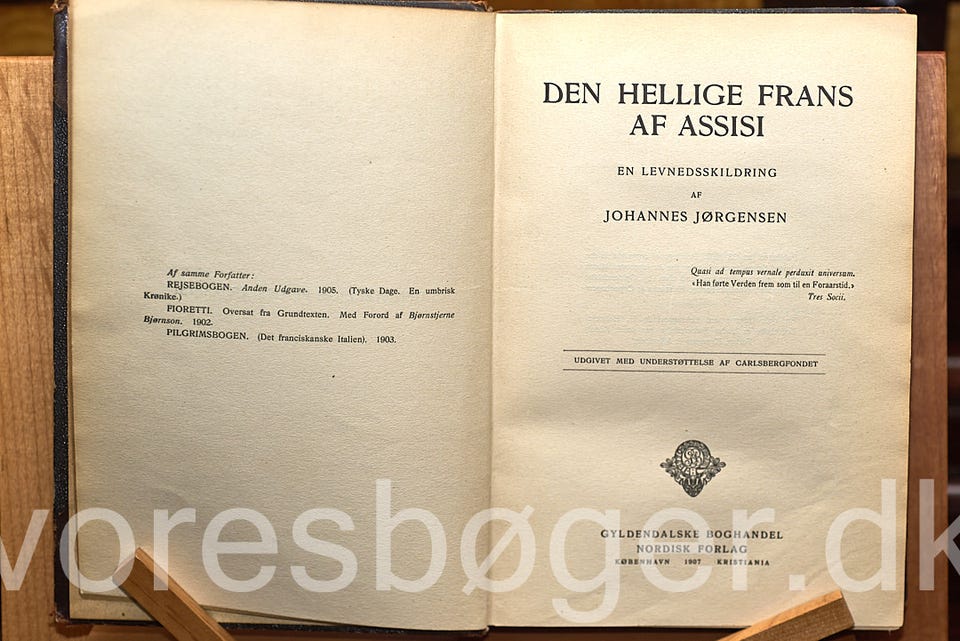 Af samme Forfatter:
REJSEBOGEN. Anden Udgave. 1905. (Tyske Dage. En umbrisk
Krønike.)
FIORETTI. Oversat fra Grundtexten. Med Forord af Bjørnstjerne
Bjørnson. 1902.
PILGRIMSBOGEN. (Det franciskanske Italien). 1903.
DEN HELLIGE FRANS
AF ASSISI
EN LEVNEDSSKILDRING
AF
JOHANNES JØRGENSEN
Quasi ad tempus vernale perduxit universum.
«Han førte Verden frem som til en Foraarstid.»
Tres Socii.
UDGIVET MED UNDERSTØTTELSE AF CARLSBERGFONDET
GYLDENDALSKE BOGHANDEL
NORDISK FORLAG
KØBENHAVN 1907 KRISTIANIA
voresbøger.dk